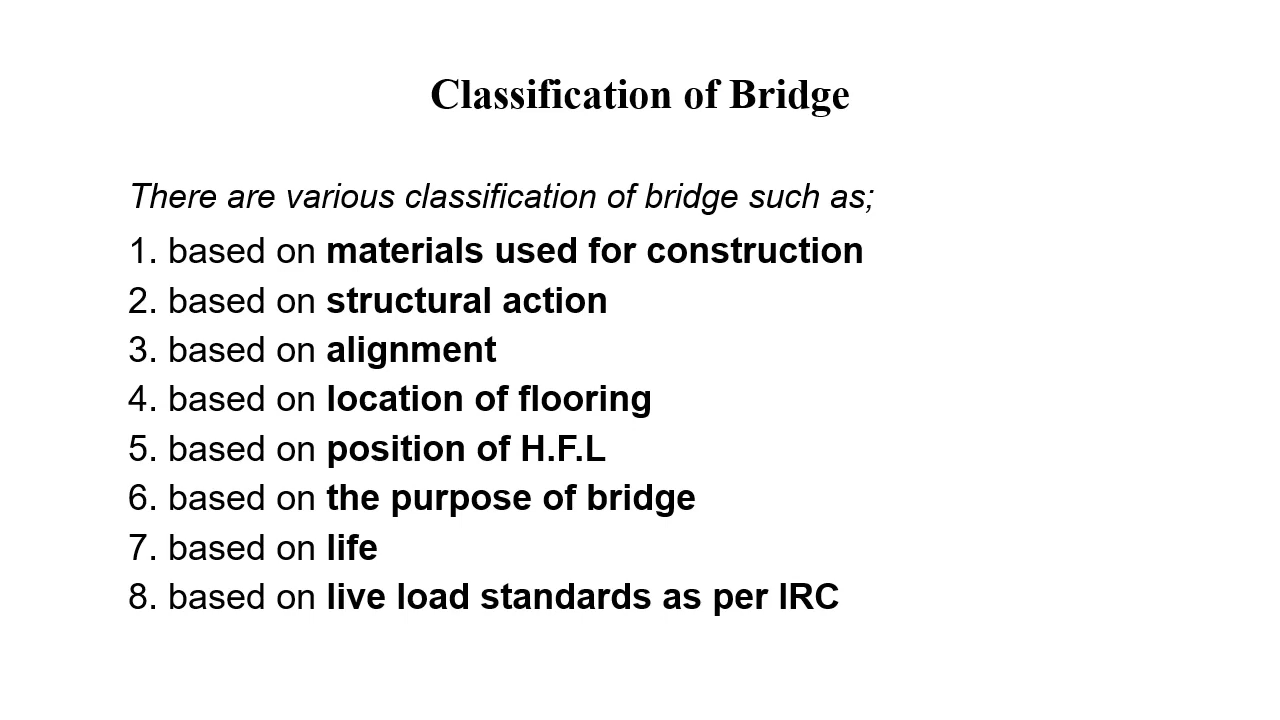 Classification of Bridge
There are various classification of bridge such as;
1. based on materials used for construction
2. based on structural action
3. based on alignment
4. based on location of flooring
5. based on position of H.F.L
6. based on the purpose of bridge
7. based on life
8. based on live load standards as per IRC